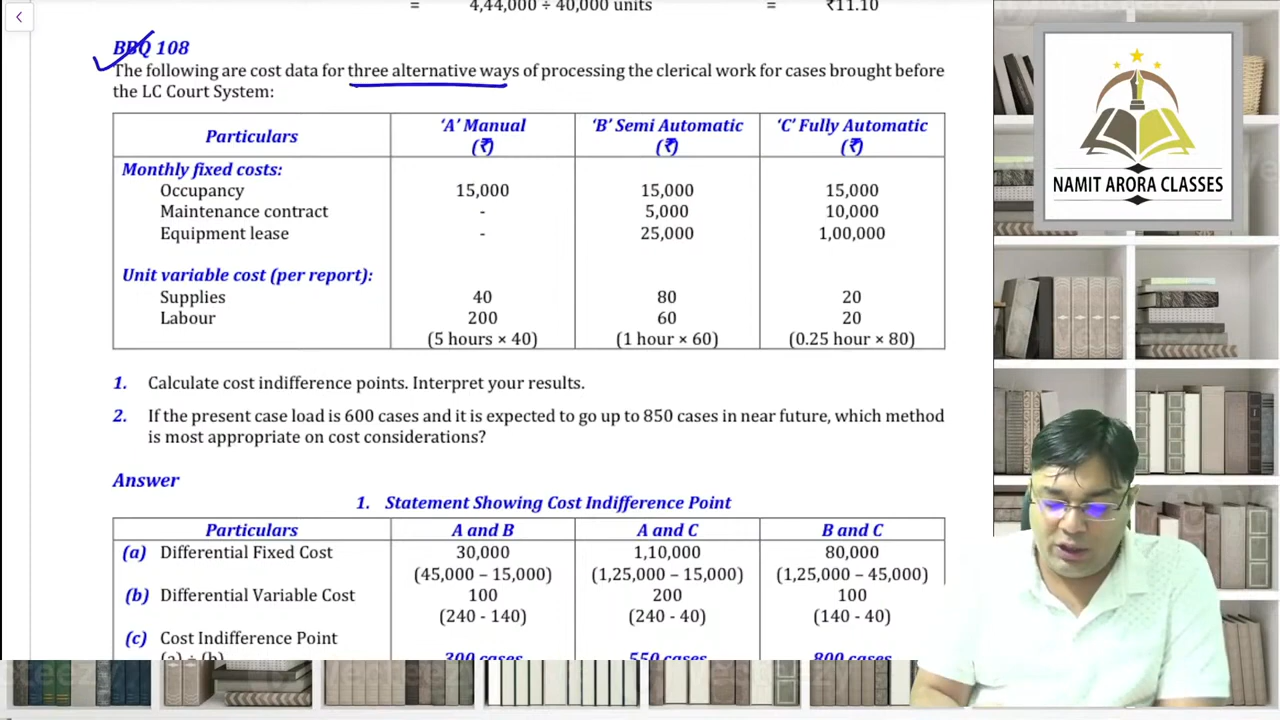 = 4,44,000 ÷ 40,000 units = ₹11.10
BBQ 108
The following are cost data for three alternative ways of processing the clerical work for cases brought before
the LC Court System:
Particulars 'A' Manual (₹) 'B' Semi Automatic (₹) 'C' Fully Automatic (₹)
Monthly fixed costs:
Occupancy 15,000 15,000 15,000
Maintenance contract - 5,000 10,000
Equipment lease - 25,000 1,00,000
Unit variable cost (per report):
Supplies 40 80 20
Labour 200 60 20
(5 hours × 40) (1 hour × 60) (0.25 hour × 80)
1. Calculate cost indifference points. Interpret your results.
2. If the present case load is 600 cases and it is expected to go up to 850 cases in near future, which method
is most appropriate on cost considerations?
Answer
1. Statement Showing Cost Indifference Point
Particulars A and B A and C B and C
(a) Differential Fixed Cost 30,000 1,10,000 80,000
(45,000 – 15,000) (1,25,000 – 15,000) (1,25,000 – 45,000)
(b) Differential Variable Cost 100 200 100
(240 - 140) (240 - 40) (140 - 40)
(c) Cost Indifference Point
(a) ÷ (b) 300 cases 550 cases 800 cases
NAMIT ARORA CLASSES